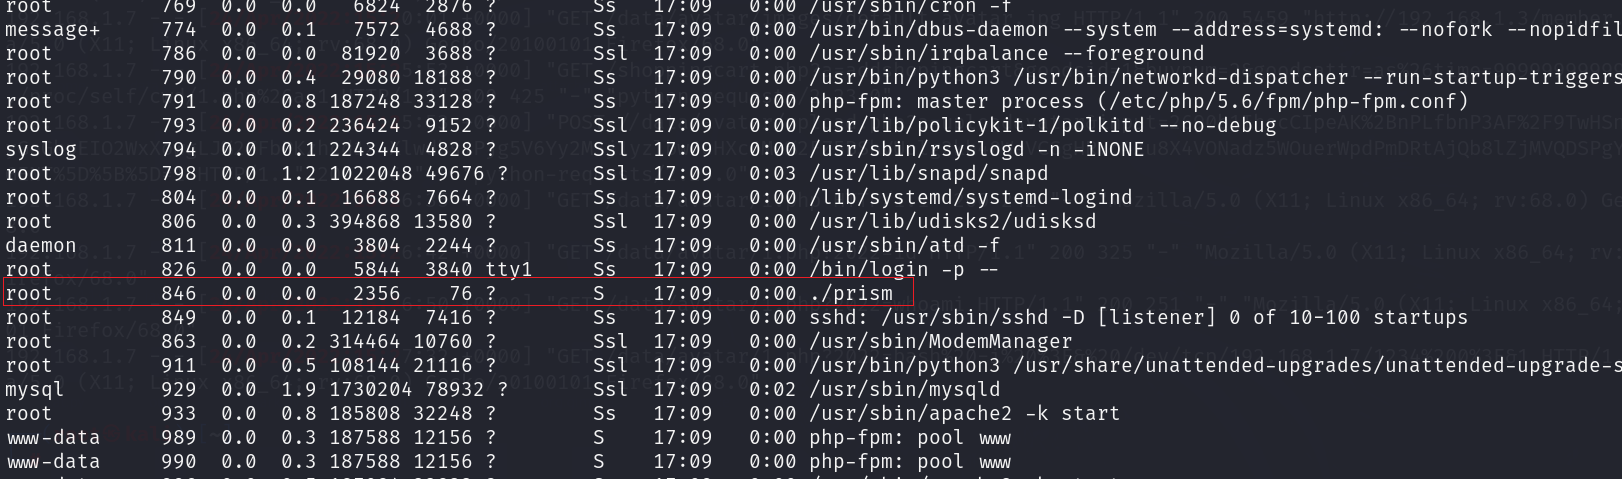 root 769 0.0 0.0 6824 2876 ? Ss 17:09 0:00 /usr/sbin/cron -f
message+ 774 0.0 0.1 7572 4688 ? Ss 17:09 0:00 /usr/bin/dbus-daemon --system --address=systemd: --nofork --nopidfil
root 786 0.0 0.0 81920 3688 ? Ssl 17:09 0:00 /usr/sbin/irqbalance --foreground
root 790 0.0 0.4 29080 18188 ? Ss 17:09 0:00 /usr/bin/python3 /usr/bin/networkd-dispatcher --run-startup-triggers
root 791 0.0 0.8 187248 33128 ? Ss 17:09 0:00 php-fpm: master process (/etc/php/5.6/fpm/php-fpm.conf)
root 793 0.0 0.2 236424 9152 ? Ssl 17:09 0:00 /usr/lib/policykit-1/polkitd --no-debug
syslog 794 0.0 0.1 224344 4828 ? Ssl 17:09 0:00 /usr/sbin/rsyslogd -n -iNONE
root 798 0.0 1.2 1022048 49676 ? Ssl 17:09 0:03 /usr/lib/snapd/snapd
root 804 0.0 0.1 16688 7664 ? Ss 17:09 0:00 /lib/systemd/systemd-logind
root 806 0.0 0.3 394868 13580 ? Ssl 17:09 0:00 /usr/lib/udisks2/udisksd
daemon 811 0.0 0.0 3804 2244 ? Ss 17:09 0:00 /usr/sbin/atd -f
root 826 0.0 0.0 5844 3840 tty1 Ss 17:09 0:00 /bin/login -p --
root 846 0.0 0.0 2356 76 ? S 17:09 0:00 ./prism
root 849 0.0 0.1 12184 7416 ? Ss 17:09 0:00 sshd: /usr/sbin/sshd -D [listener] 0 of 10-100 startups
root 863 0.0 0.2 314464 10760 ? Ssl 17:09 0:00 /usr/sbin/ModemManager
root 911 0.0 0.5 108144 21116 ? Ssl 17:09 0:00 /usr/bin/python3 /usr/share/unattended-upgrades/unattended-upgrade-s
mysql 929 0.0 1.9 1730204 78932 ? Ssl 17:09 0:02 /usr/sbin/mysqld
root 933 0.0 0.8 185808 32248 ? Ss 17:09 0:00 /usr/sbin/apache2 -k start
www-data 989 0.0 0.3 187588 12156 ? S 17:09 0:00 php-fpm: pool www
www-data 990 0.0 0.3 187588 12156 ? S 17:09 0:00 php-fpm: pool www